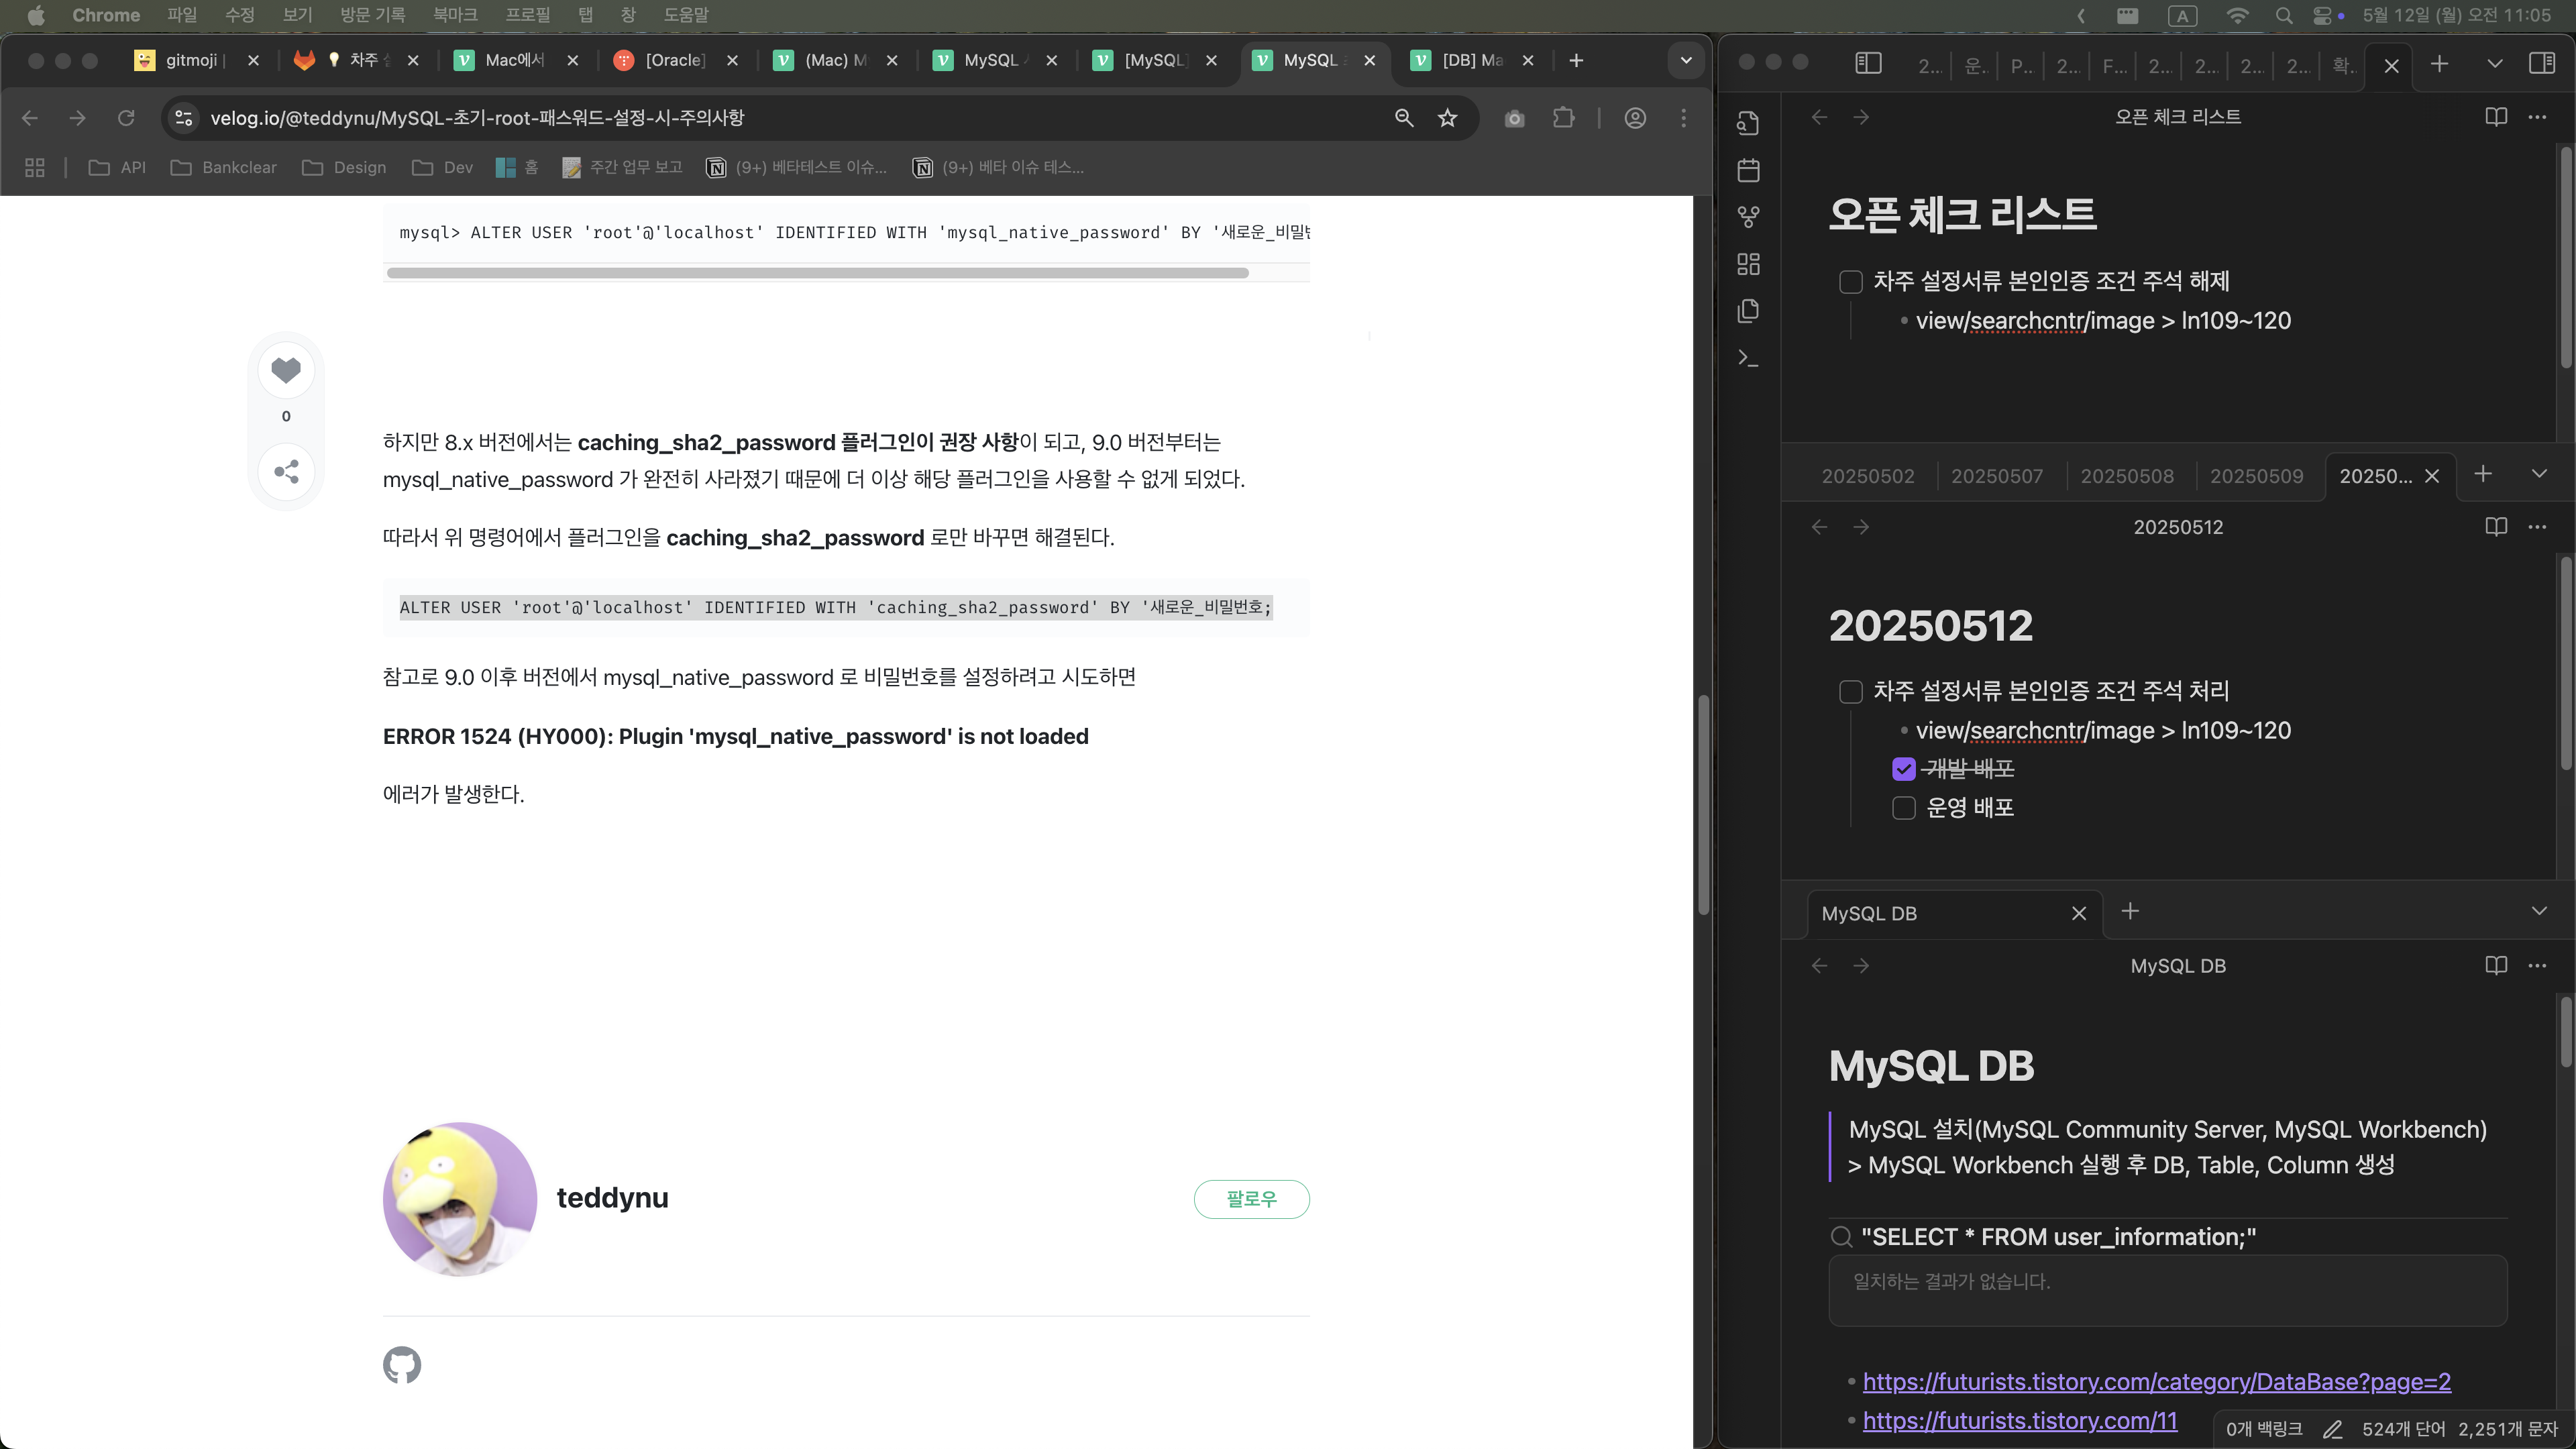 Chrome 파일 수정 보기 방문 기록 북마크 프로필 탭 창 도움말
A 5월 12일 (월) 오전 11:05
gitmoji | 차주 Mac에서 [Oracle] (Mac) M MySQL [MySQL] MySQL [DB] Ma
velog.io/@teddynu/MySQL-초기-root-패스워드-설정-시-주의사항
API Bankclear Design Dev 홈 주간 업무 보고 (9+) 베타테스트 이슈... (9+) 베타 이슈 테스...
mysql> ALTER USER 'root'@'localhost' IDENTIFIED WITH 'mysql_native_password' BY '새로운_비밀번
0
하지만 8.x 버전에서는 caching_sha2_password 플러그인이 권장 사항이 되고, 9.0 버전부터는
mysql_native_password 가 완전히 사라졌기 때문에 더 이상 해당 플러그인을 사용할 수 없게 되었다.
따라서 위 명령어에서 플러그인을 caching_sha2_password 로만 바꾸면 해결된다.
ALTER USER 'root'@'localhost' IDENTIFIED WITH 'caching_sha2_password' BY '새로운_비밀번호;
참고로 9.0 이후 버전에서 mysql_native_password 로 비밀번호를 설정하려고 시도하면
ERROR 1524 (HY000): Plugin 'mysql_native_password' is not loaded
에러가 발생한다.
teddynu
팔로우
2... 운.. P... 2... F... 2... 2... 2... 2... 확..
오픈 체크 리스트
오픈 체크 리스트
차주 설정서류 본인인증 조건 주석 해제
view/searchcntr/image > ln109~120
20250502 20250507 20250508 20250509 20250...
20250512
20250512
차주 설정서류 본인인증 조건 주석 처리
view/searchcntr/image > ln109~120
개발 배포
운영 배포
MySQL DB
MySQL DB
MySQL DB
MySQL 설치(MySQL Community Server, MySQL Workbench)
> MySQL Workbench 실행 후 DB, Table, Column 생성
"SELECT * FROM user_information;"
일치하는 결과가 없습니다.
https://futurists.tistory.com/category/DataBase?page=2
https://futurists.tistory.com/11
0개 백링크 524개 단어 2,251개 문자